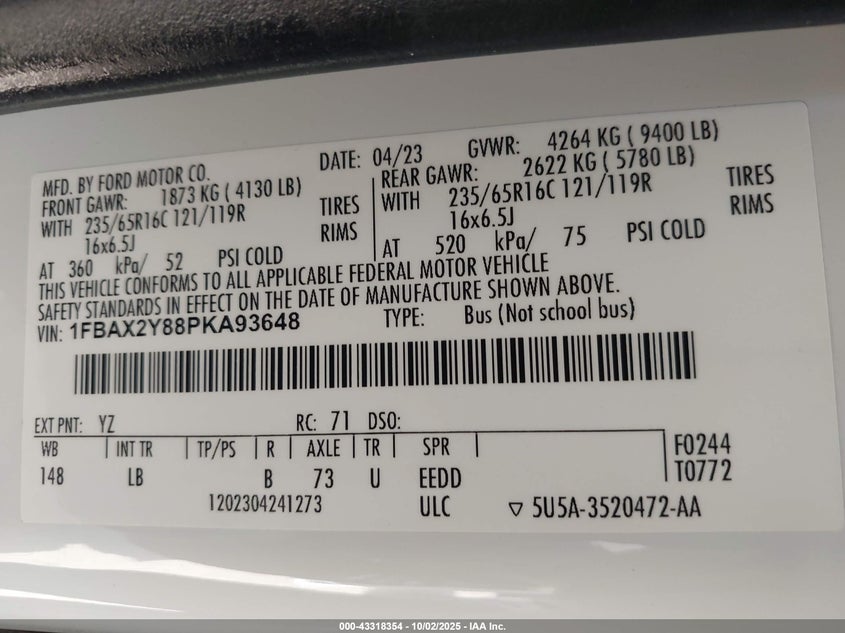 MFD. BY FORD MOTOR CO. DATE: 04/23 GVWR: 4264 KG ( 9400 LB)
FRONT GAWR: 1873 KG ( 4130 LB) REAR GAWR: 2622 KG ( 5780 LB)
WITH 235/65R16C 121/119R TIRES WITH 235/65R16C 121/119R TIRES
16x6.5J RIMS 16x6.5J RIMS
AT 360 kPa/ 52 PSI COLD AT 520 kPa/ 75 PSI COLD
THIS VEHICLE CONFORMS TO ALL APPLICABLE FEDERAL MOTOR VEHICLE
SAFETY STANDARDS IN EFFECT ON THE DATE OF MANUFACTURE SHOWN ABOVE.
VIN: 1FBAX2Y88PKA93648 TYPE: Bus (Not school bus)
EXT PNT: YZ RC: 71 DSO:
WB INT TR TP/PS R AXLE TR SPR F0244
148 LB B 73 U EEDD T0772
1202304241273 ULC ▽ 5U5A-3520472-AA
000-43318354 - 10/02/2025 - IAA Inc.